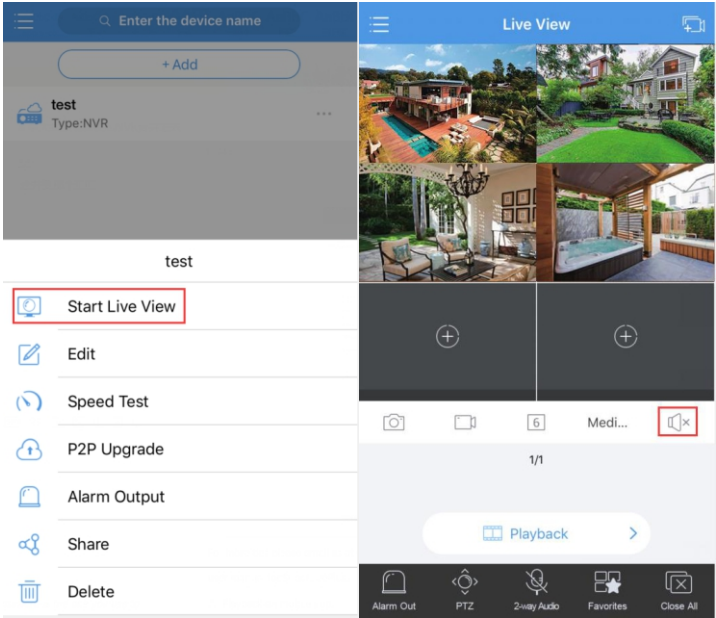 Enter the device name
+ Add
test
Type:NVR
test
Start Live View
Edit
Speed Test
P2P Upgrade
Alarm Output
Share
Delete
Live View
6
Medi...
1/1
Playback
Alarm Out
PTZ
2-way Audio
Favorites
Close All